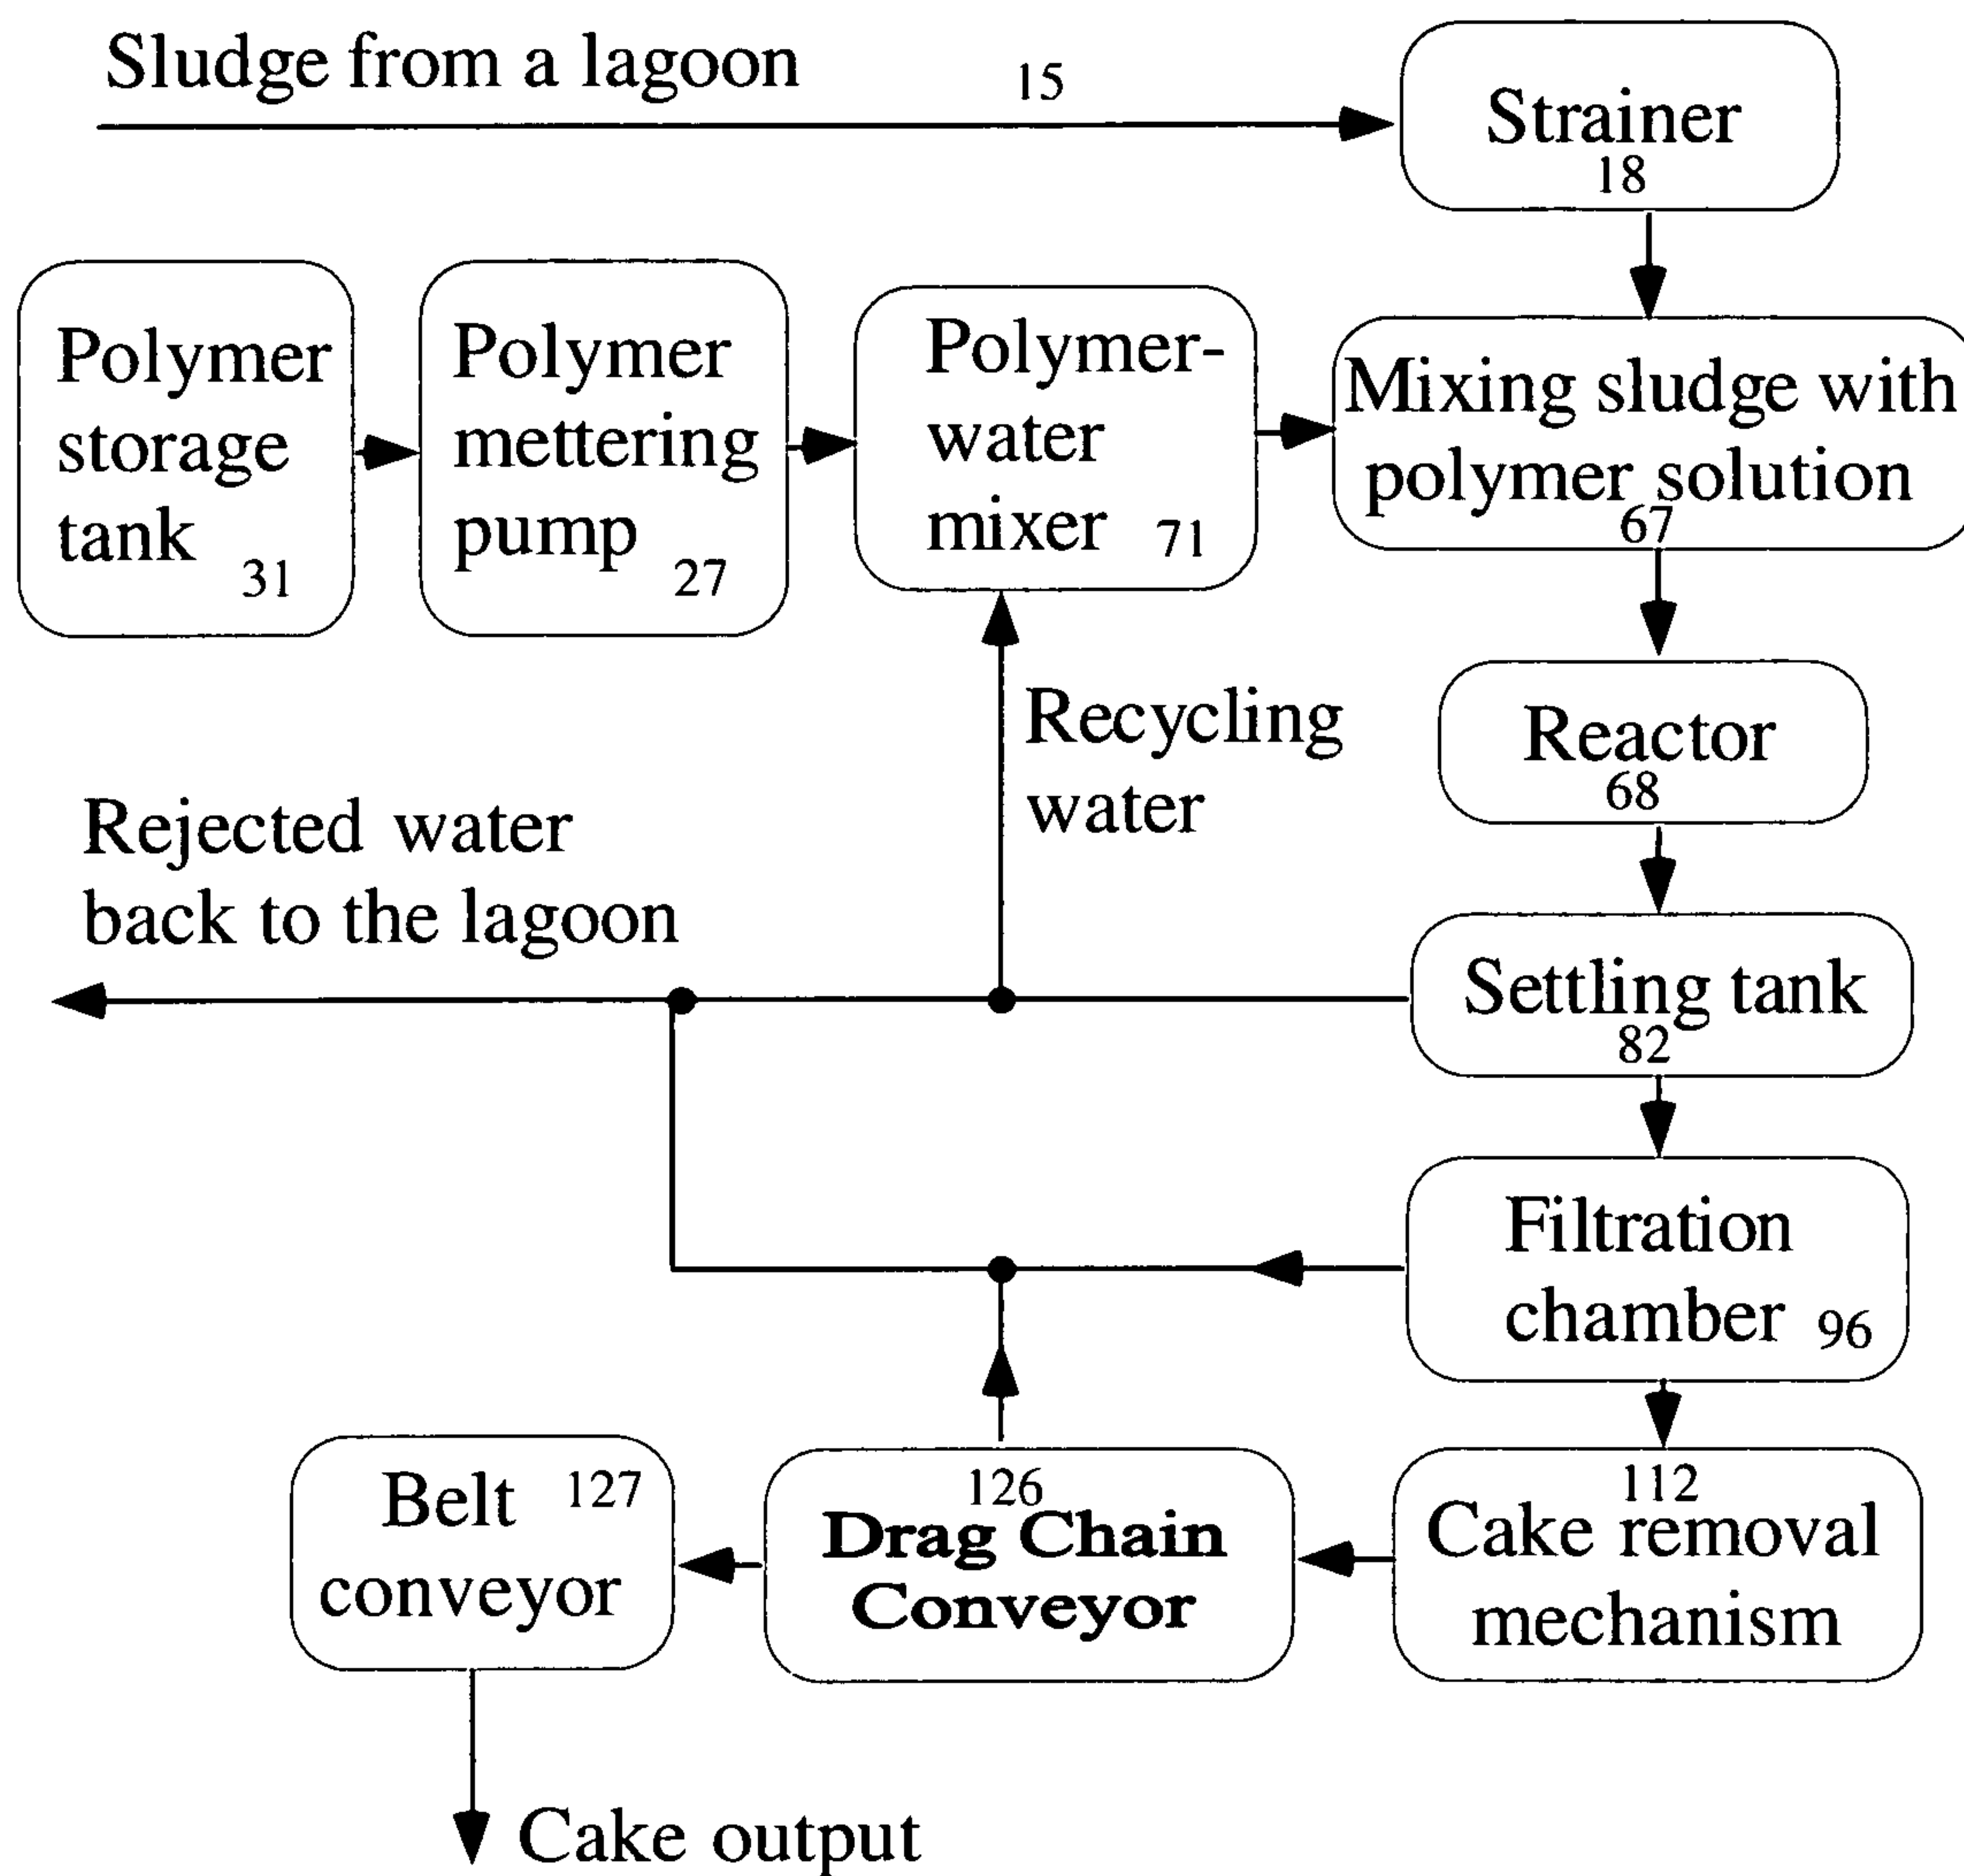 Sludge from a lagoon
15
Strainer
18
Polymer
storage
tank
31
Polymer
mettering
pump
27
Polymer-
water
mixer 71
Mixing sludge with
polymer solution
67
Recycling
water
Reactor
68
Rejected water
back to the lagoon
Settling tank
82
Filtration
chamber 96
Belt 127
conveyor
126
Drag Chain
Conveyor
112
Cake removal
mechanism
Cake output